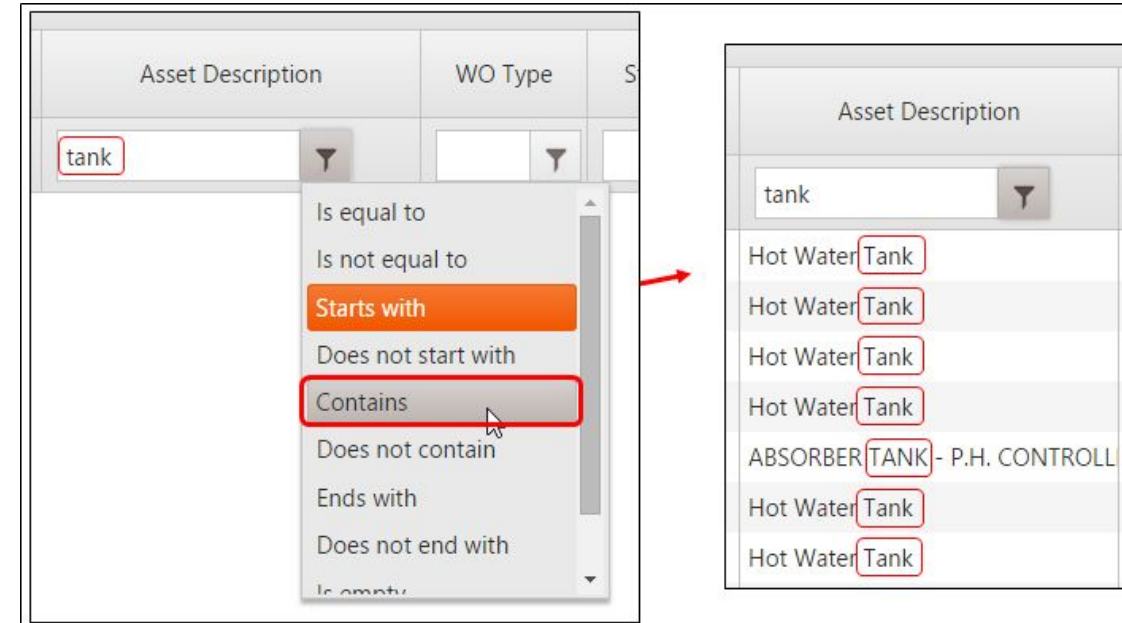 Asset Description
WO Type
tank
Is equal to
Is not equal to
Starts with
Does not start with
Contains
Does not contain
Ends with
Does not end with
Is empty
Asset Description
tank
Hot Water Tank
Hot Water Tank
Hot Water Tank
Hot Water Tank
ABSORBER TANK - P.H. CONTROLL
Hot Water Tank
Hot Water Tank